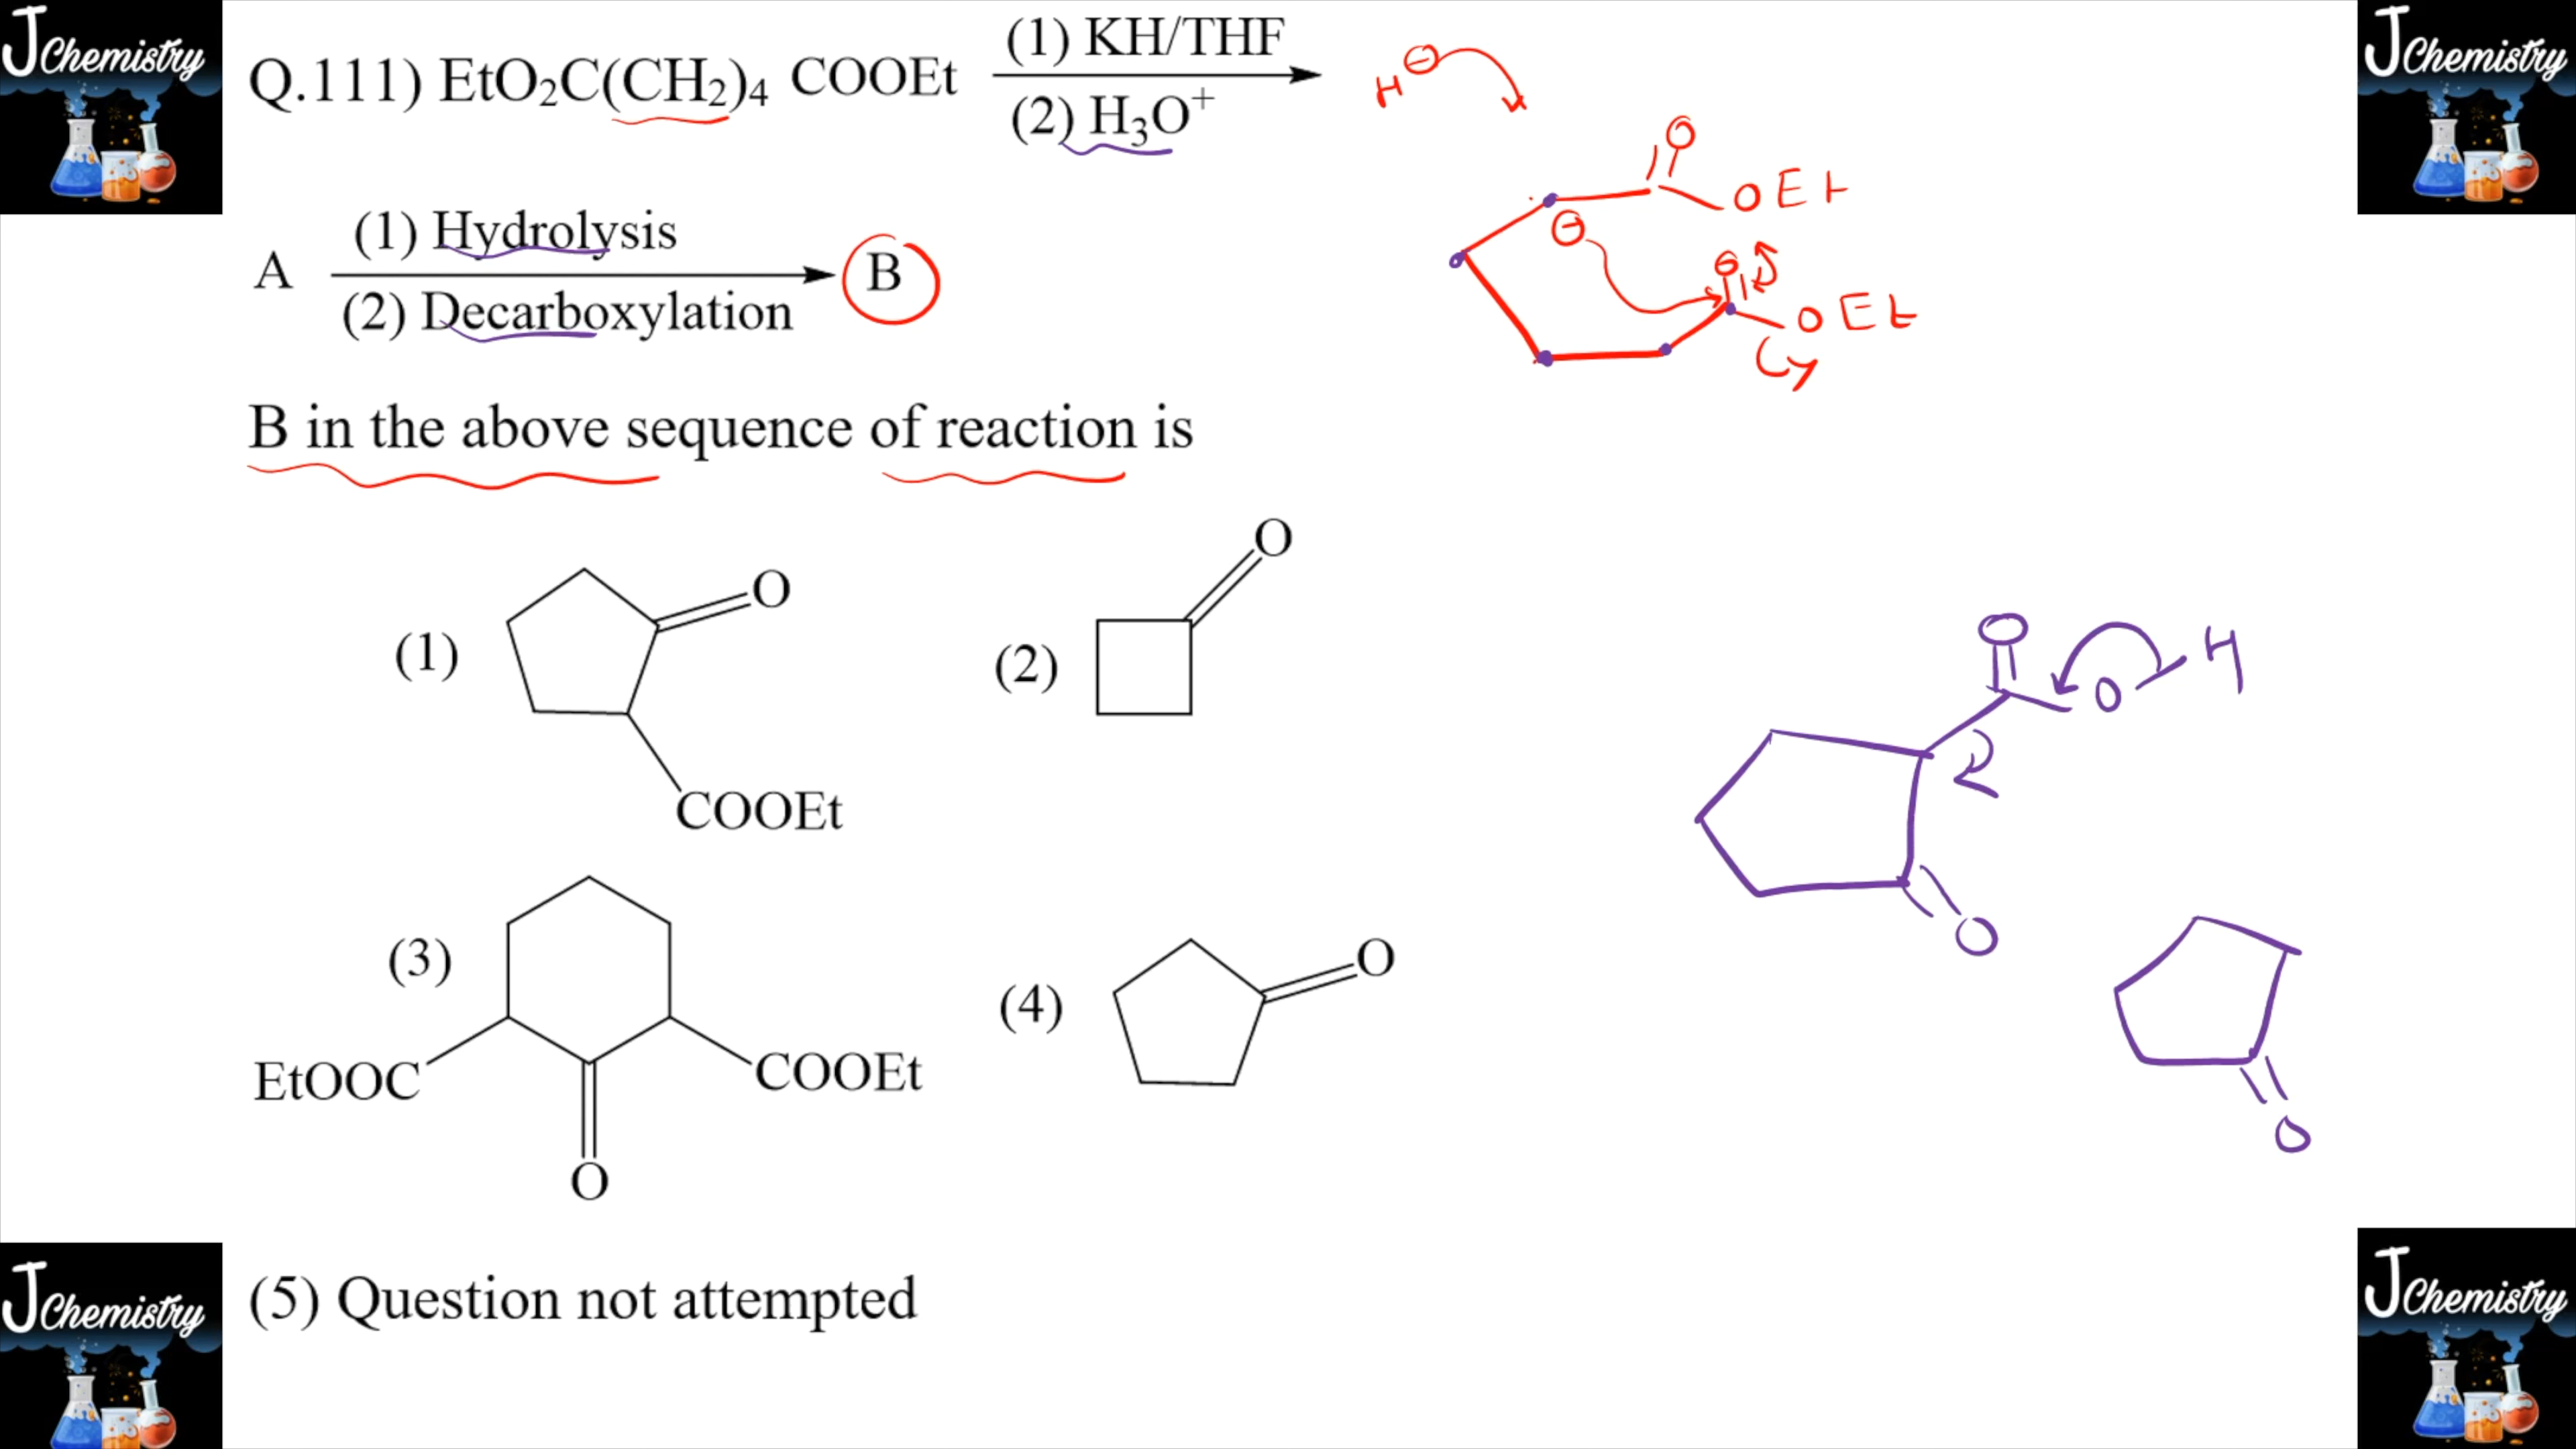 JChemistry
JChemistry
Q.111) EtO₂C(CH₂)₄ COOEt
(1) KH/THF
(2) H₃O⁺
H ⊖
O
OEt
⊖
O
OEt
A
(1) Hydrolysis
(2) Decarboxylation
B
B in the above sequence of reaction is
(1)
O
COOEt
(2)
O
O
O H
O
(3)
EtOOC
COOEt
O
(4)
O
O
JChemistry
(5) Question not attempted
JChemistry